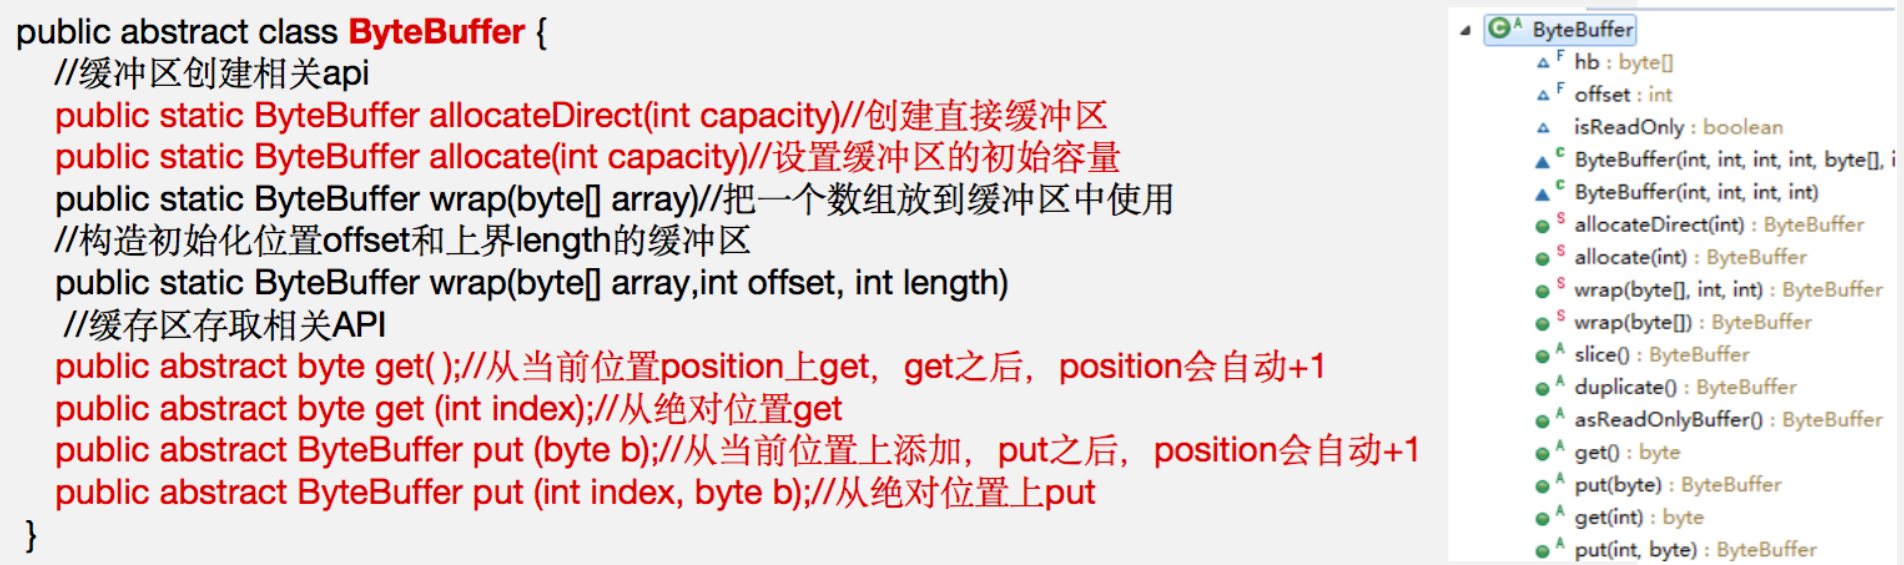 public abstract class ByteBuffer {
//缓冲区创建相关api
public static ByteBuffer allocateDirect(int capacity)//创建直接缓冲区
public static ByteBuffer allocate(int capacity)//设置缓冲区的初始容量
public static ByteBuffer wrap(byte[] array)//把一个数组放到缓冲区中使用
//构造初始化位置offset和上界length的缓冲区
public static ByteBuffer wrap(byte[] array,int offset, int length)
//缓存区存取相关API
public abstract byte get( );//从当前位置position上get，get之后，position会自动+1
public abstract byte get (int index);//从绝对位置get
public abstract ByteBuffer put (byte b);//从当前位置上添加，put之后，position会自动+1
public abstract ByteBuffer put (int index, byte b);//从绝对位置上put
}
C A ByteBuffer
F hb : byte[]
F offset : int
isReadOnly : boolean
C ByteBuffer(int, int, int, int, byte[], i
C ByteBuffer(int, int, int, int)
S allocateDirect(int) : ByteBuffer
S allocate(int) : ByteBuffer
S wrap(byte[], int, int) : ByteBuffer
S wrap(byte[]) : ByteBuffer
A slice() : ByteBuffer
A duplicate() : ByteBuffer
A asReadOnlyBuffer() : ByteBuffer
A get() : byte
A put(byte) : ByteBuffer
A get(int) : byte
A put(int, byte) : ByteBuffer